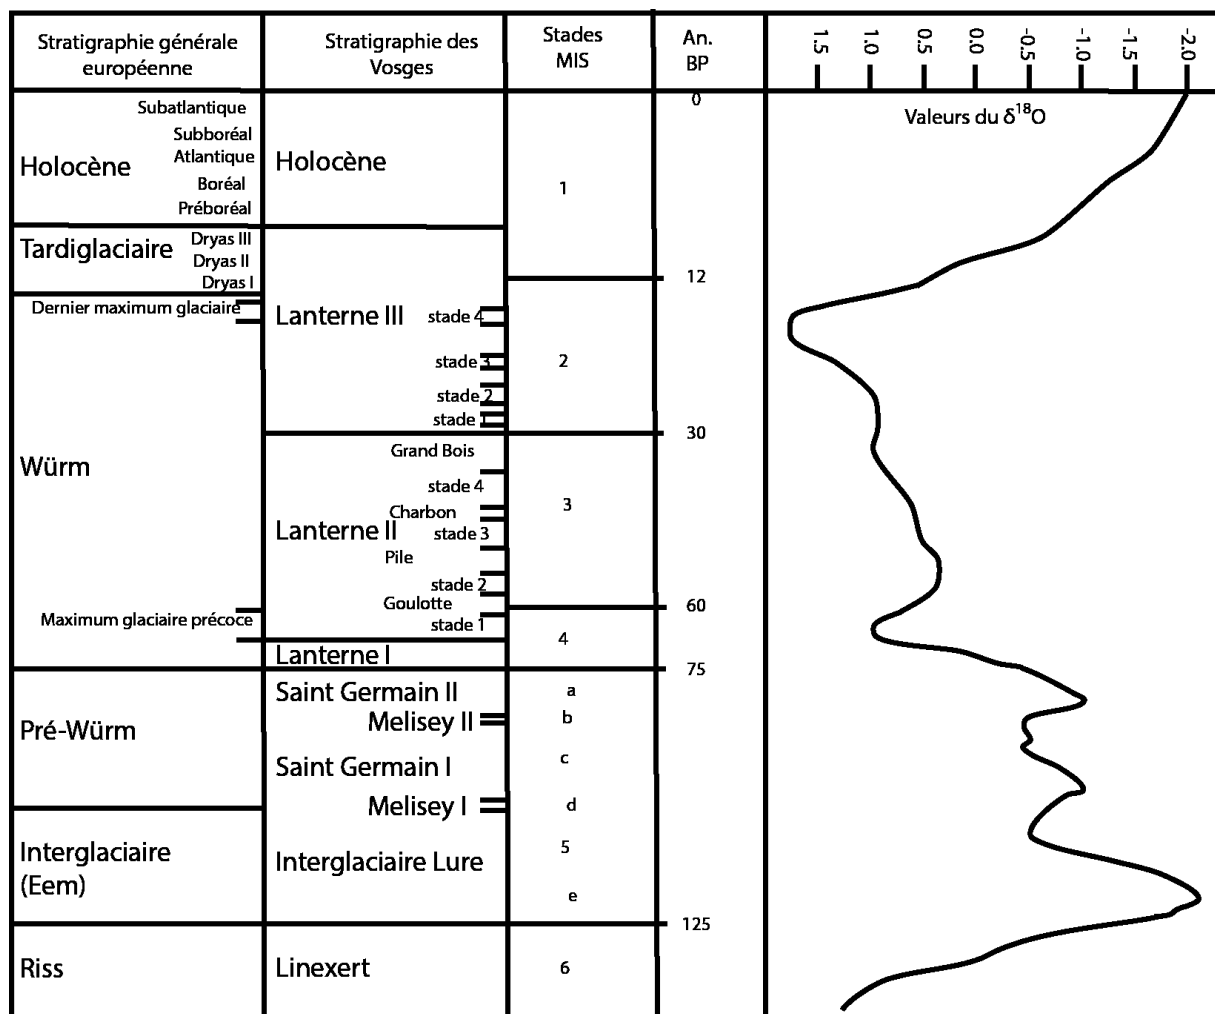 Stratigraphie générale
européenne
Stratigraphie des
Vosges
Stades
MIS
An.
BP
1.5
1.0
0.5
0.0
-0.5
-1.0
-1.5
-2.0
Valeurs du δ¹⁸O
0
12
30
60
75
125
Holocène
Subatlantique
Subboréal
Atlantique
Boréal
Préboréal
Tardiglaciaire
Dryas III
Dryas II
Dryas I
Dernier maximum glaciaire
Würm
Maximum glaciaire précoce
Pré-Würm
Interglaciaire
(Eem)
Riss
Holocène
Lanterne III
stade 4
stade 3
stade 2
stade 1
Grand Bois
stade 4
Charbon
Lanterne II
stade 3
Pile
stade 2
Goulotte
stade 1
Lanterne I
Saint Germain II
Melisey II
Saint Germain I
Melisey I
Interglaciaire Lure
Linexert
1
2
3
4
a
b
c
d
5
e
6